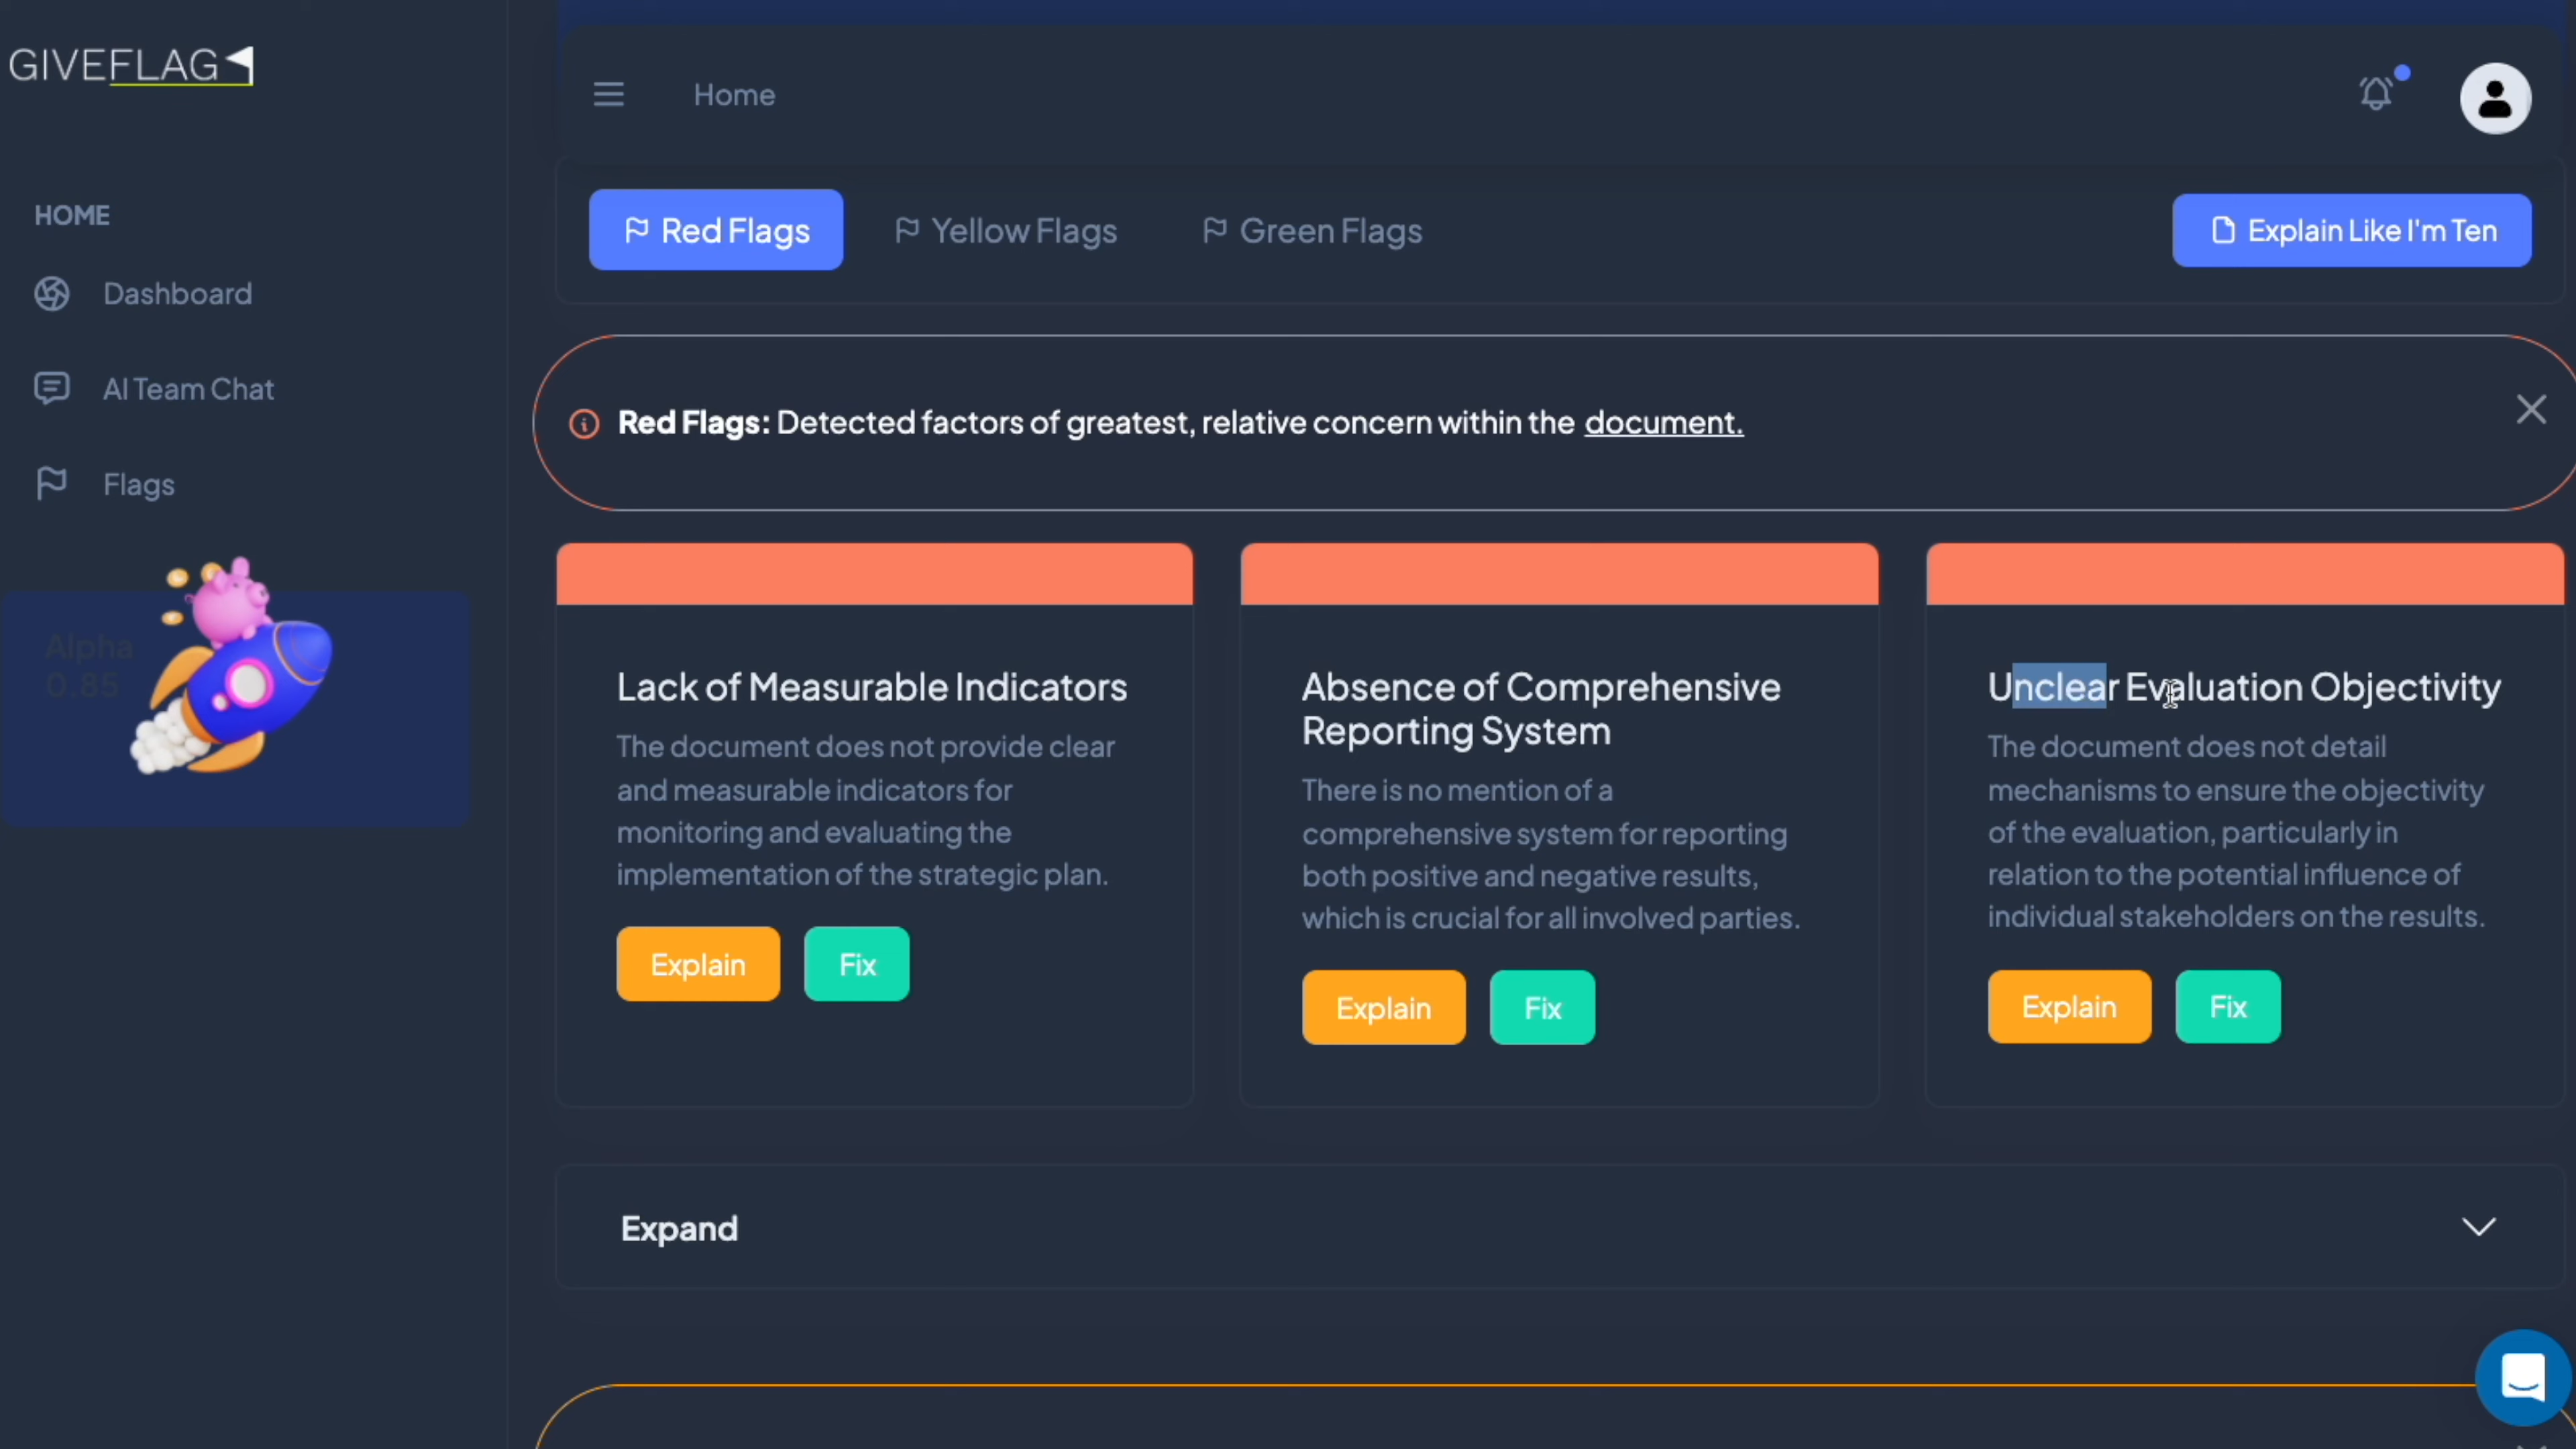 GIVEFLAG
HOME
Dashboard
AI Team Chat
Flags
Alpha
0.85
Home
Red Flags
Yellow Flags
Green Flags
Explain Like I'm Ten
Red Flags: Detected factors of greatest, relative concern within the document.
Lack of Measurable Indicators
The document does not provide clear
and measurable indicators for
monitoring and evaluating the
implementation of the strategic plan.
Explain
Fix
Absence of Comprehensive
Reporting System
There is no mention of a
comprehensive system for reporting
both positive and negative results,
which is crucial for all involved parties.
Explain
Fix
Unclear Evaluation Objectivity
The document does not detail
mechanisms to ensure the objectivity
of the evaluation, particularly in
relation to the potential influence of
individual stakeholders on the results.
Explain
Fix
Expand